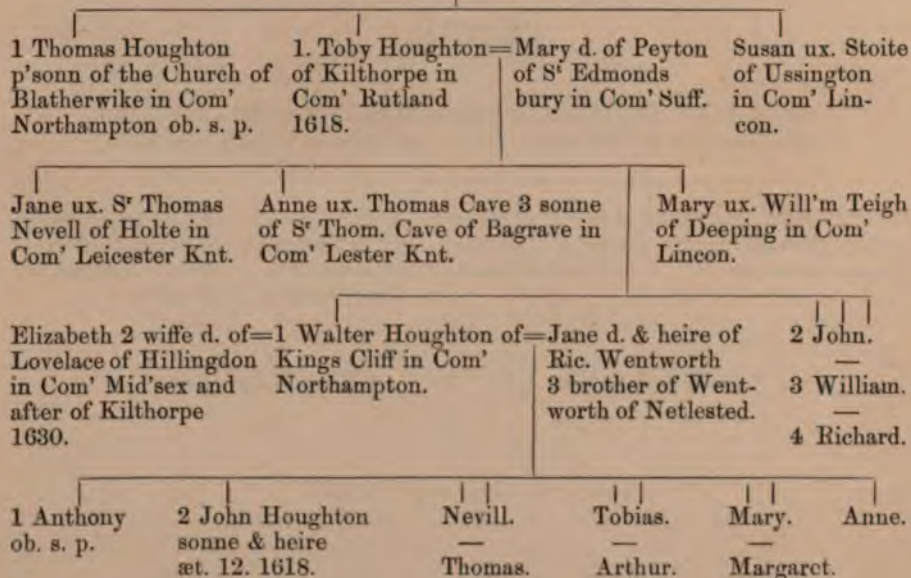 1 Thomas Houghton
p'sonn of the Church of
Blatherwike in Com'
Northampton ob. s. p.
1. Toby Houghton=Mary d. of Peyton
of Kilthorpe in
Com' Rutland
1618.
of Sᵗ Edmonds
bury in Com' Suff.
Susan ux. Stoite
of Ussington
in Com' Lin-
con.
Jane ux. Sʳ Thomas
Nevell of Holte in
Com' Leicester Knt.
Anne ux. Thomas Cave 3 sonne
of Sʳ Thom. Cave of Bagrave in
Com' Lester Knt.
Mary ux. Will'm Teigh
of Deeping in Com'
Lincon.
Elizabeth 2 wiffe d. of=1 Walter Houghton of=Jane d. & heire of
Lovelace of Hillingdon
in Com' Mid'sex and
after of Kilthorpe
1630.
Kings Cliff in Com'
Northampton.
Ric. Wentworth
3 brother of Went-
worth of Netlested.
2 John.
—
3 William.
—
4 Richard.
1 Anthony
ob. s. p.
2 John Houghton
sonne & heire
æt. 12. 1618.
Nevill.
—
Thomas.
Tobias.
—
Arthur.
Mary.
—
Margaret.
Anne.